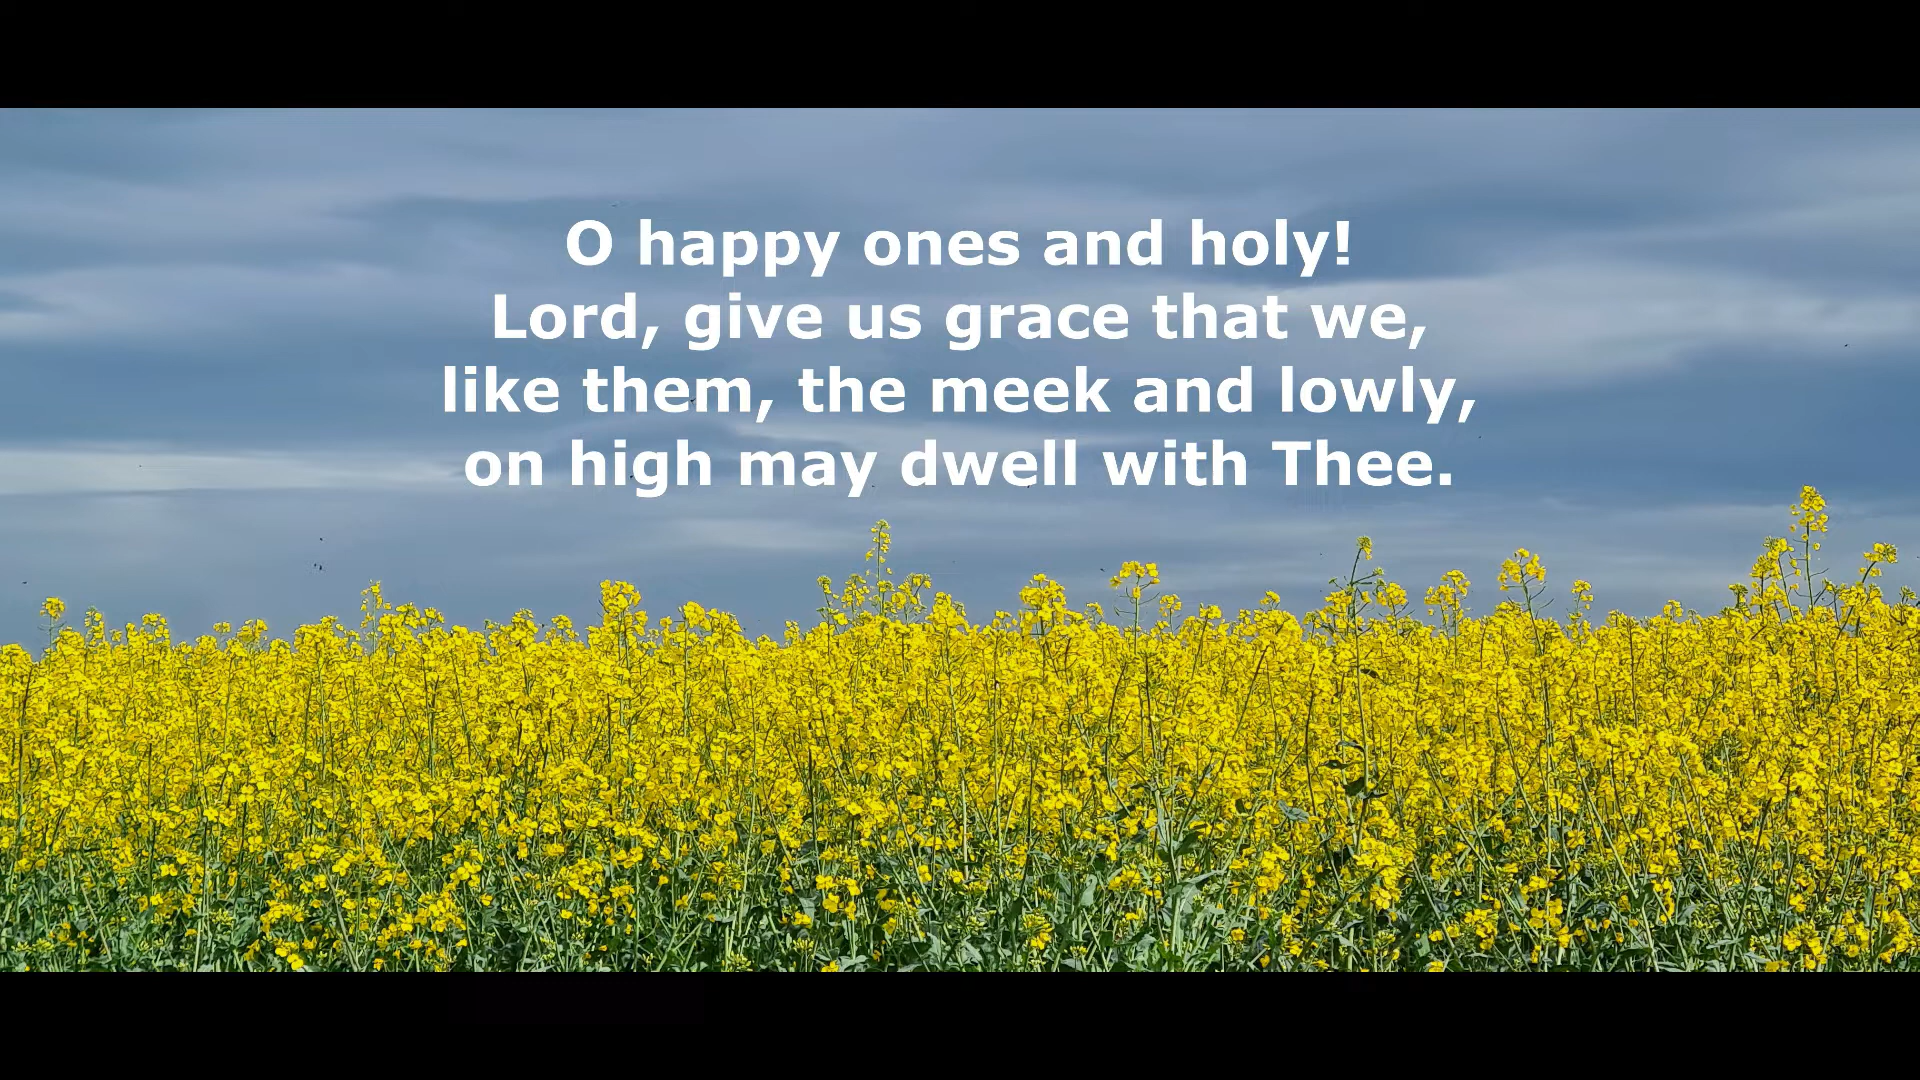 O happy ones and holy!
Lord, give us grace that we,
like them, the meek and lowly,
on high may dwell with Thee.